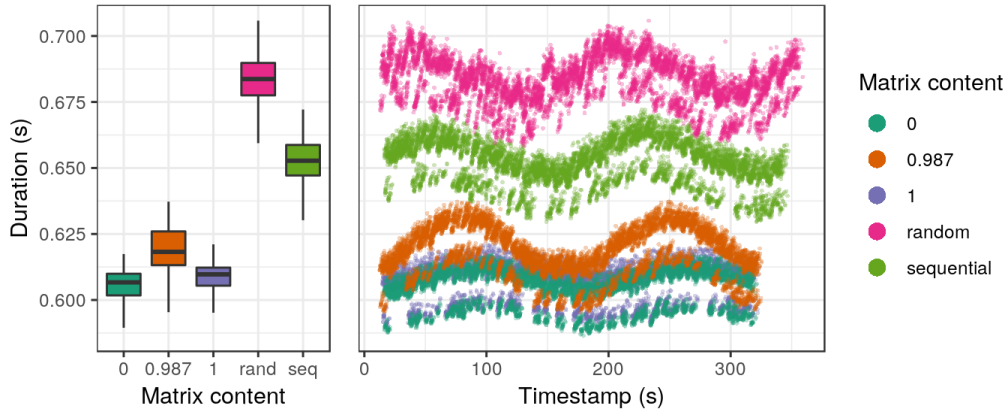 Duration (s)
0.700
0.675
0.650
0.625
0.600
0 0.987 1 rand seq
Matrix content
0 100 200 300
Timestamp (s)
Matrix content
0
0.987
1
random
sequential